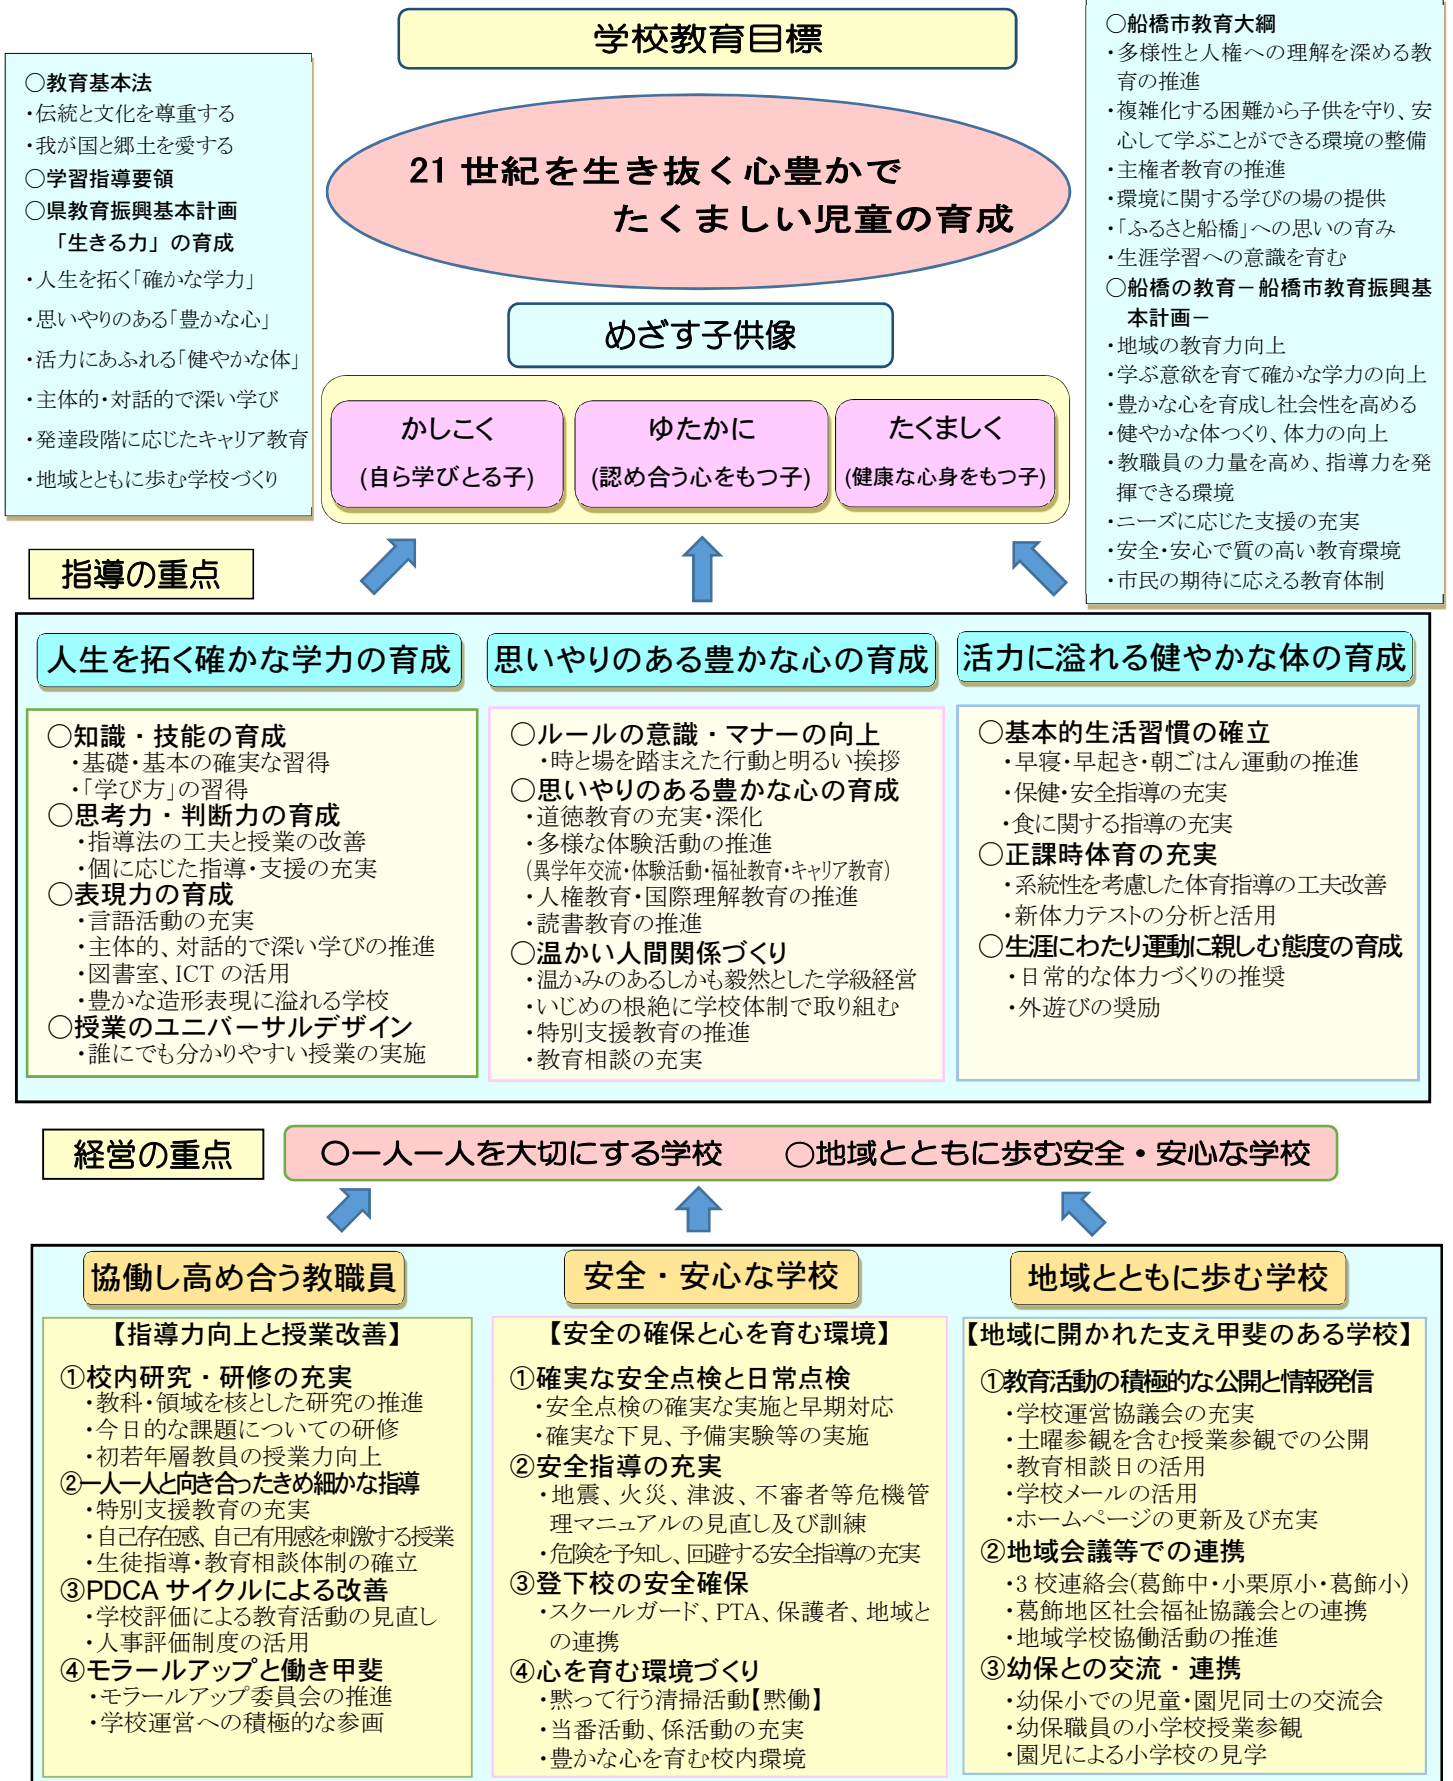 学校教育目標
○教育基本法
・伝統と文化を尊重する
・我が国と郷土を愛する
○学習指導要領
○県教育振興基本計画
「生きる力」の育成
・人生を拓く「確かな学力」
・思いやりのある「豊かな心」
・活力にあふれる「健やかな体」
・主体的・対話的で深い学び
・発達段階に応じたキャリア教育
・地域とともに歩む学校づくり
21 世紀を生き抜く心豊かで
たくましい児童の育成
○船橋市教育大綱
・多様性と人権への理解を深める教
育の推進
・複雑化する困難から子供を守り、安
心して学ぶことができる環境の整備
・主権者教育の推進
・環境に関する学びの場の提供
・「ふるさと船橋」への思いの育み
・生涯学習への意識を育む
○船橋の教育－船橋市教育振興基
本計画－
・地域の教育力向上
・学ぶ意欲を育て確かな学力の向上
・豊かな心を育成し社会性を高める
・健やかな体つくり、体力の向上
・教職員の力量を高め、指導力を発
揮できる環境
・ニーズに応じた支援の充実
・安全・安心で質の高い教育環境
・市民の期待に応える教育体制
めざす子供像
かしこく
(自ら学びとる子)
ゆたかに
(認め合う心をもつ子)
たくましく
(健康な心身をもつ子)
指導の重点
人生を拓く確かな学力の育成
○知識・技能の育成
・基礎・基本の確実な習得
・「学び方」の習得
○思考力・判断力の育成
・指導法の工夫と授業の改善
・個に応じた指導・支援の充実
○表現力の育成
・言語活動の充実
・主体的、対話的で深い学びの推進
・図書室、ICT の活用
・豊かな造形表現に溢れる学校
○授業のユニバーサルデザイン
・誰にでも分かりやすい授業の実施
思いやりのある豊かな心の育成
○ルールの意識・マナーの向上
・時と場を踏まえた行動と明るい挨拶
○思いやりのある豊かな心の育成
・道徳教育の充実・深化
・多様な体験活動の推進
(異学年交流・体験活動・福祉教育・キャリア教育)
・人権教育・国際理解教育の推進
・読書教育の推進
○温かい人間関係づくり
・温かみのあるしかも毅然とした学級経営
・いじめの根絶に学校体制で取り組む
・特別支援教育の推進
・教育相談の充実
活力に溢れる健やかな体の育成
○基本的生活習慣の確立
・早寝・早起き・朝ごはん運動の推進
・保健・安全指導の充実
・食に関する指導の充実
○正課時体育の充実
・系統性を考慮した体育指導の工夫改善
・新体力テストの分析と活用
○生涯にわたり運動に親しむ態度の育成
・日常的な体力づくりの推奨
・外遊びの奨励
経営の重点
○一人一人を大切にする学校　○地域とともに歩む安全・安心な学校
協働し高め合う教職員
【指導力向上と授業改善】
①校内研究・研修の充実
・教科・領域を核とした研究の推進
・今日的な課題についての研修
・初若年層教員の授業力向上
②一人一人と向き合ったきめ細かな指導
・特別支援教育の充実
・自己存在感、自己有用感を刺激する授業
・生徒指導・教育相談体制の確立
③PDCA サイクルによる改善
・学校評価による教育活動の見直し
・人事評価制度の活用
④モラールアップと働き甲斐
・モラールアップ委員会の推進
・学校運営への積極的な参画
安全・安心な学校
【安全の確保と心を育む環境】
①確実な安全点検と日常点検
・安全点検の確実な実施と早期対応
・確実な下見、予備実験等の実施
②安全指導の充実
・地震、火災、津波、不審者等危機管
理マニュアルの見直し及び訓練
・危険を予知し、回避する安全指導の充実
③登下校の安全確保
・スクールガード、PTA、保護者、地域と
の連携
④心を育む環境づくり
・黙って行う清掃活動【黙働】
・当番活動、係活動の充実
・豊かな心を育む校内環境
地域とともに歩む学校
【地域に開かれた支え甲斐のある学校】
①教育活動の積極的な公開と情報発信
・学校運営協議会の充実
・土曜参観を含む授業参観での公開
・教育相談日の活用
・学校メールの活用
・ホームページの更新及び充実
②地域会議等での連携
・3 校連絡会(葛飾中・小栗原小・葛飾小)
・葛飾地区社会福祉協議会との連携
・地域学校協働活動の推進
③幼保との交流・連携
・幼保小での児童・園児同士の交流会
・幼保職員の小学校授業参観
・園児による小学校の見学